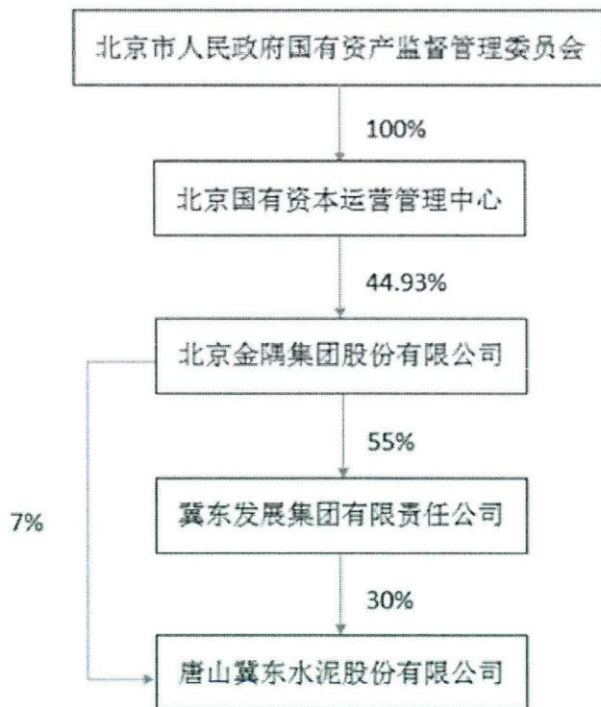 北京市人民政府国有资产监督管理委员会
100%
北京国有资本运营管理中心
44.93%
北京金隅集团股份有限公司
55%
冀东发展集团有限责任公司
7%
30%
唐山冀东水泥股份有限公司